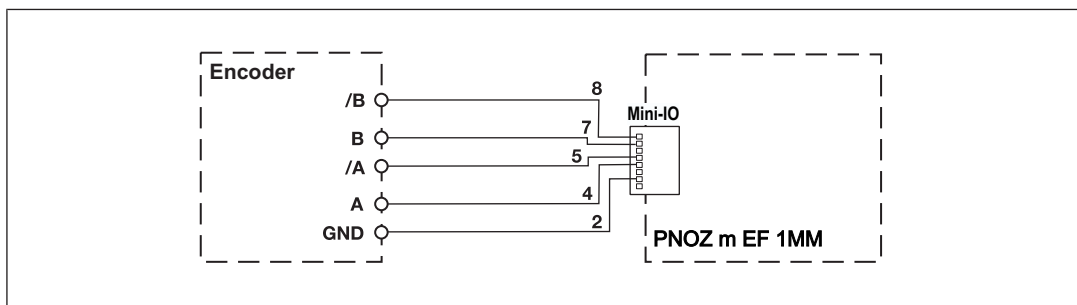 Encoder
/B 8
Mini-IO
B 7
/A 5
A 4
GND 2
PNOZ m EF 1MM